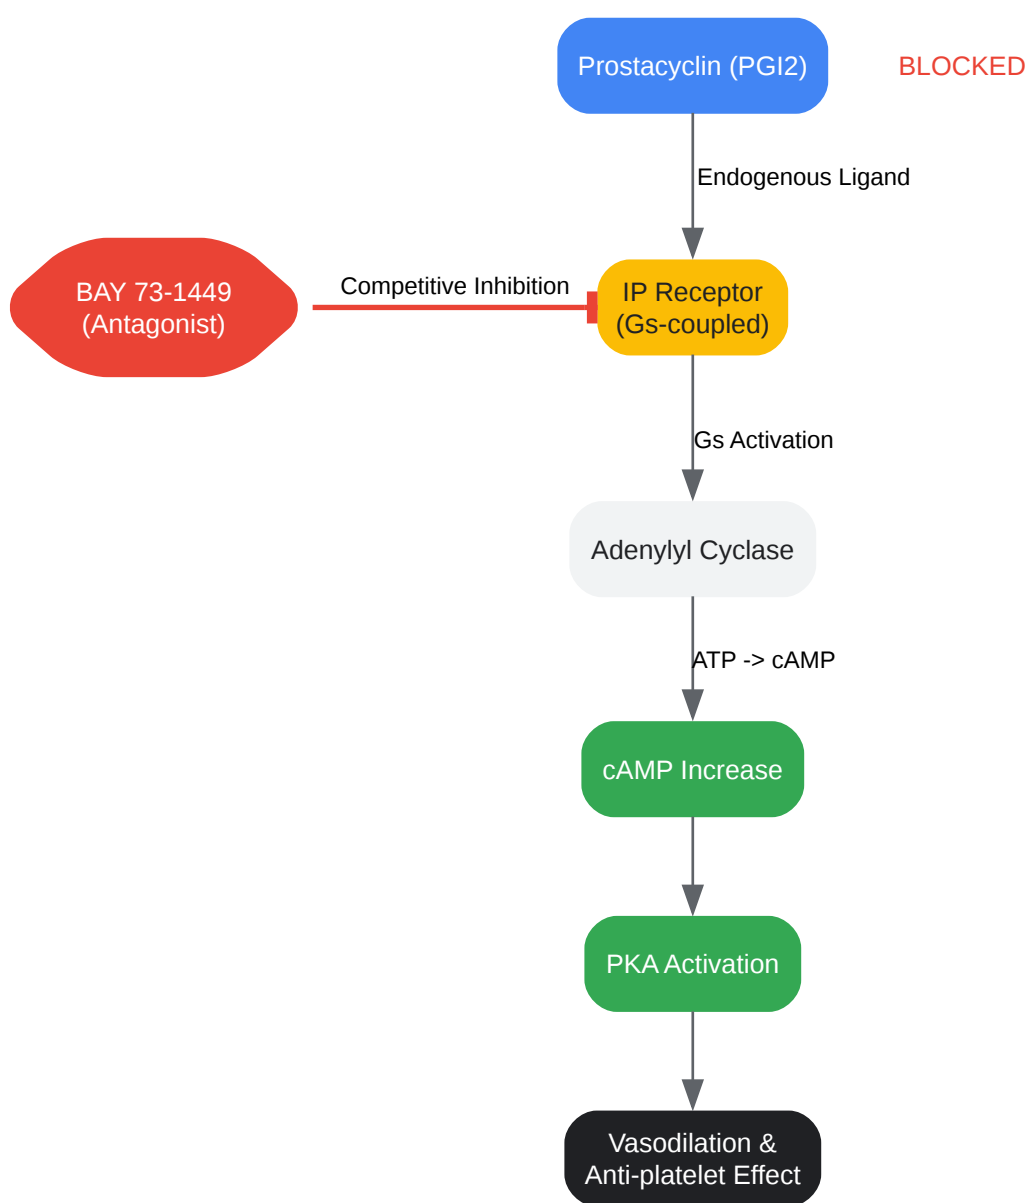 Prostacyclin (PGI2)
BLOCKED
Endogenous Ligand
BAY 73-1449
(Antagonist)
Competitive Inhibition
IP Receptor
(Gs-coupled)
Gs Activation
Adenylyl Cyclase
ATP -> cAMP
cAMP Increase
PKA Activation
Vasodilation &
Anti-platelet Effect